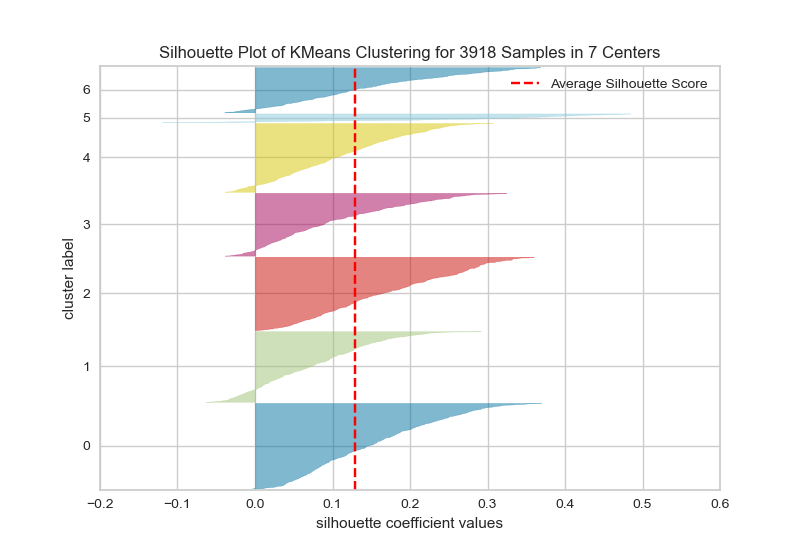 Silhouette Plot of KMeans Clustering for 3918 Samples in 7 Centers
Average Silhouette Score
6
5
4
3
2
1
0
cluster label
−0.2 −0.1 0.0 0.1 0.2 0.3 0.4 0.5 0.6
silhouette coefficient values